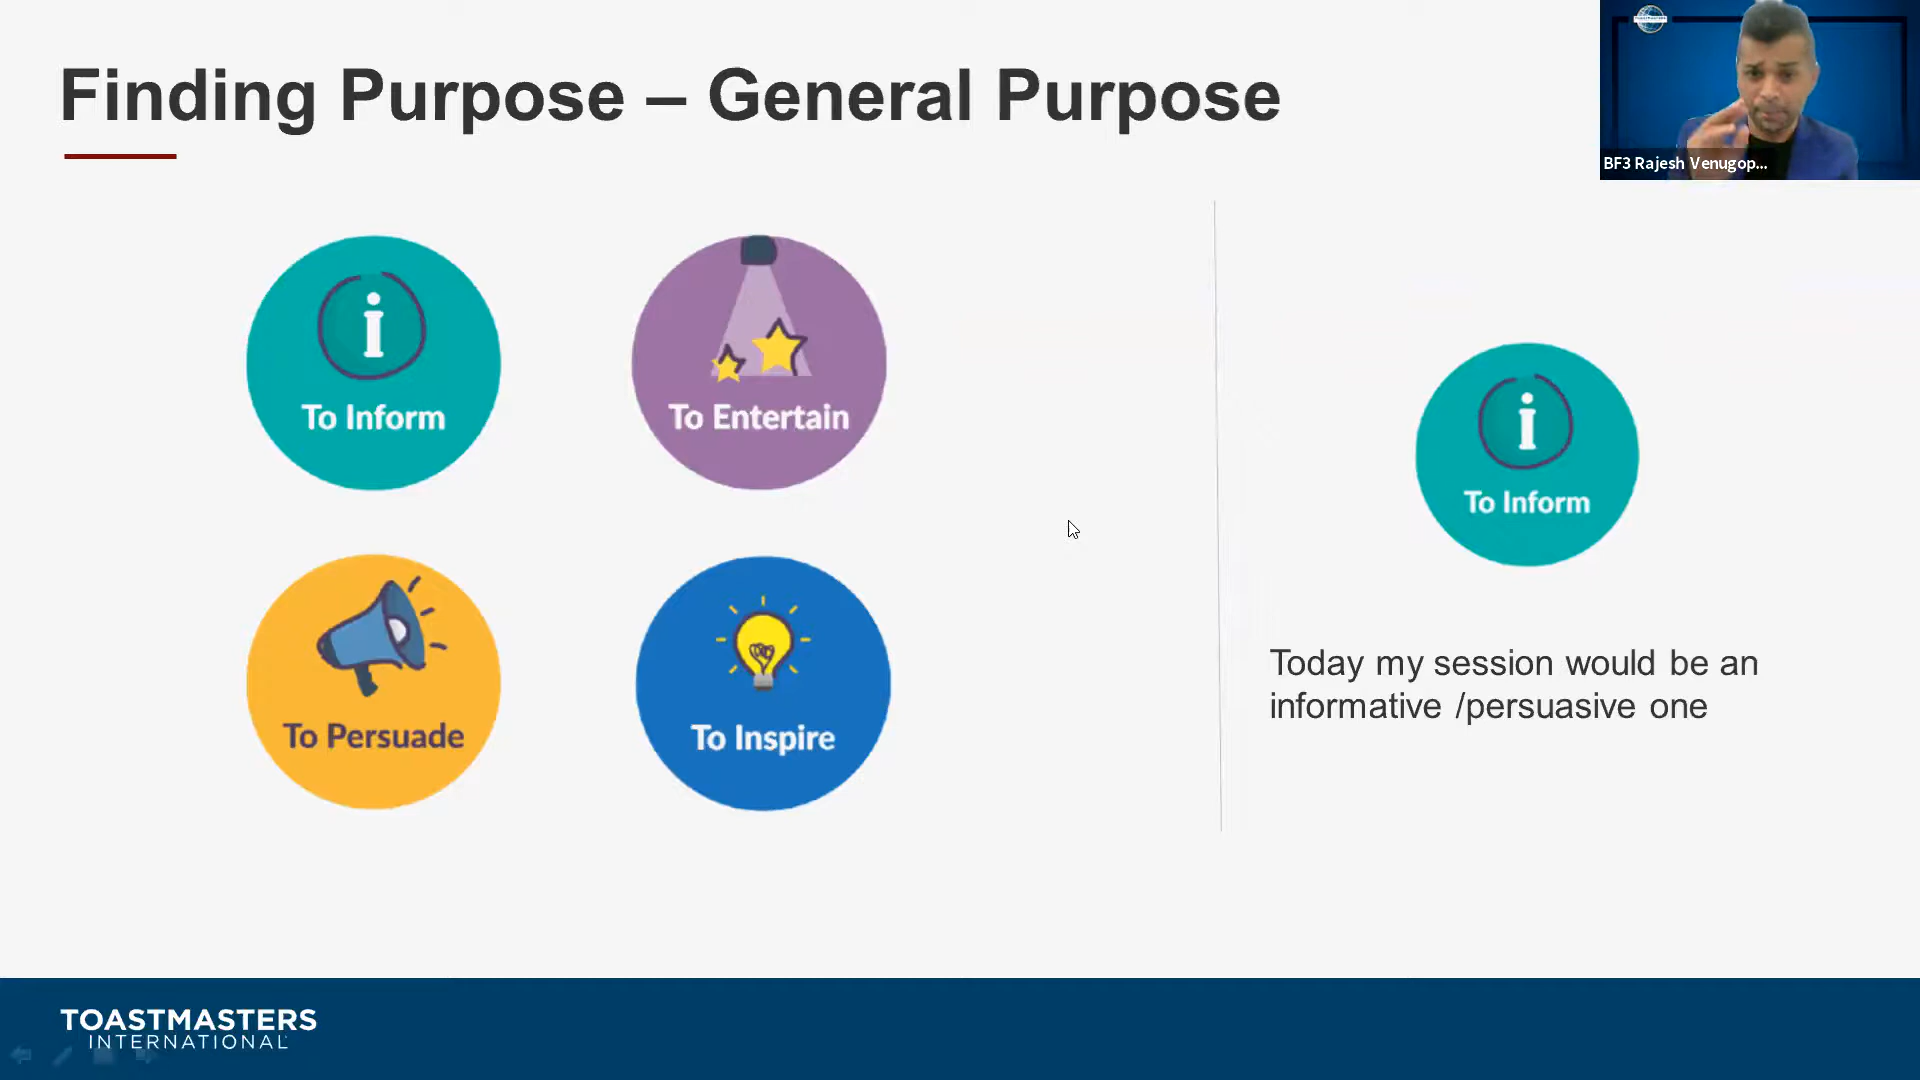 Finding Purpose – General Purpose
TOASTMASTERS
BF3 Rajesh Venugop...
i
To Inform
To Entertain
i
To Inform
To Persuade
To Inspire
Today my session would be an
informative /persuasive one
TOASTMASTERS
INTERNATIONAL